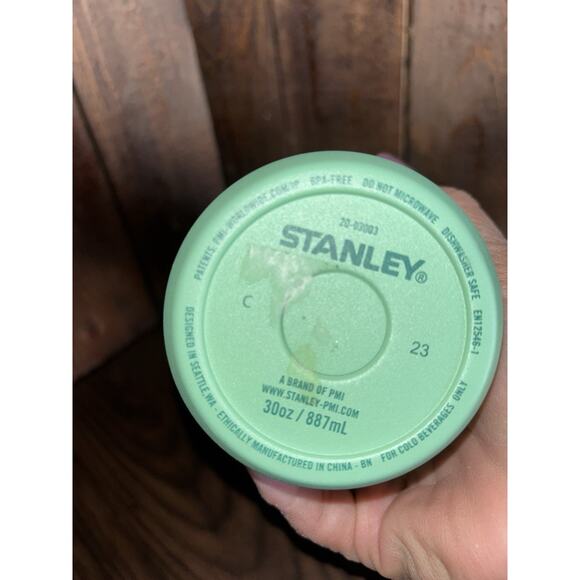 PATENTS: PMI-WORLDWIDE.COM/IP · BPA-FREE · DO NOT MICROWAVE · DISHWASHER SAFE · EN12546-1
20-03003
STANLEY®
C
23
A BRAND OF PMI
WWW.STANLEY-PMI.COM
30oz / 887mL
DESIGNED IN SEATTLE, WA - ETHICALLY MANUFACTURED IN CHINA - BN · FOR COLD BEVERAGES ONLY